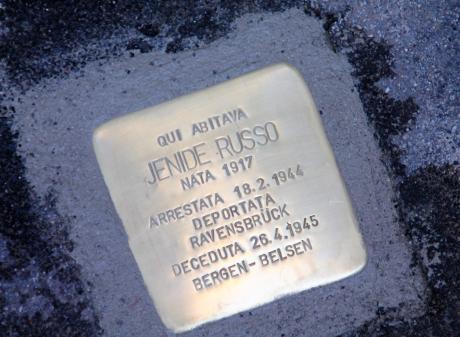 QUI ABITAVA
JENIDE RUSSO
NATA 1917
ARRESTATA 18.2.1944
DEPORTATA
RAVENSBRÜCK
DECEDUTA 26.4.1945
BERGEN-BELSEN